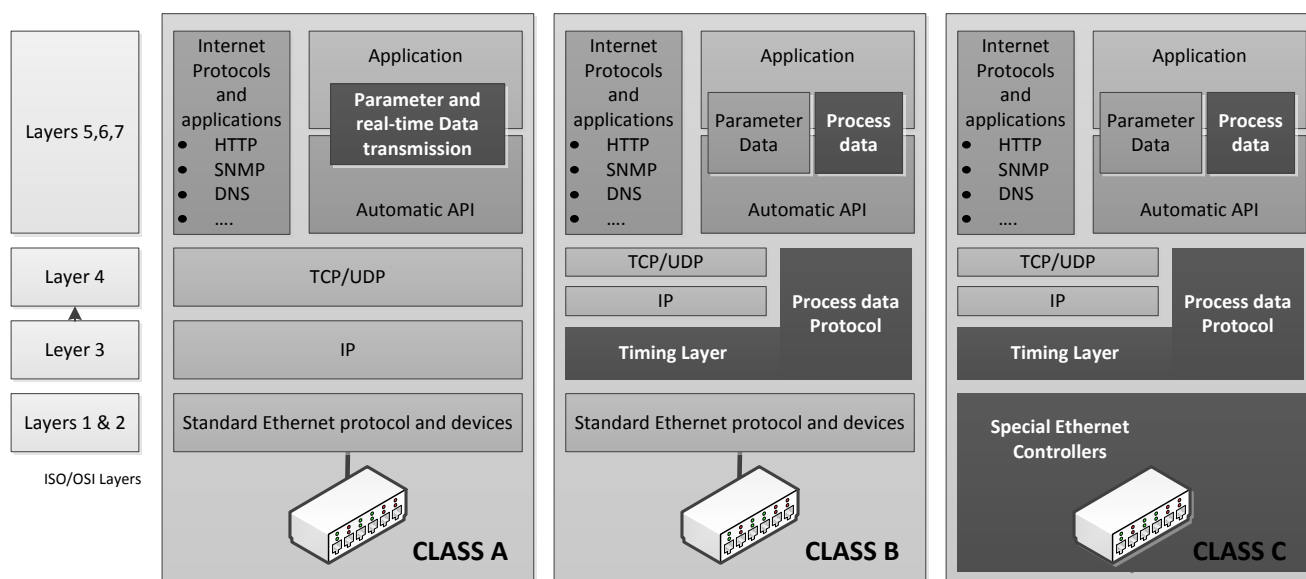 Layers 5,6,7
Layer 4
Leyer 3
Layers 1 & 2
ISO/OSI Layers
Internet
Protocols
and
applications
• HTTP
• SNMP
• DNS
• ....
Application
Parameter and
real-time Data
transmission
Automatic API
TCP/UDP
IP
Standard Ethernet protocol and devices
CLASS A
Internet
Protocols
and
applications
• HTTP
• SNMP
• DNS
• ....
Application
Parameter
Data
Process
data
Automatic API
TCP/UDP
IP
Process data
Protocol
Timing Layer
Standard Ethernet protocol and devices
CLASS B
Internet
Protocols
and
applications
• HTTP
• SNMP
• DNS
• ....
Application
Parameter
Data
Process
data
Automatic API
TCP/UDP
IP
Process data
Protocol
Timing Layer
Special Ethernet
Controllers
CLASS C